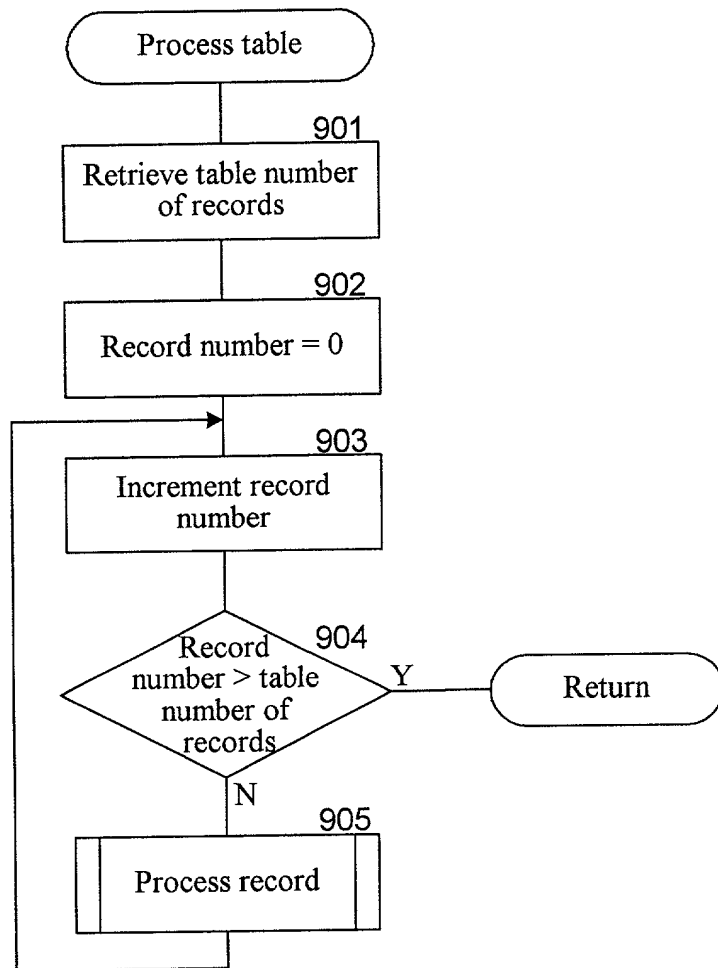 Process table
901
Retrieve table number
of records
902
Record number = 0
903
Increment record
number
904
Record
number > table
number of
records
Y
Return
N
905
Process record